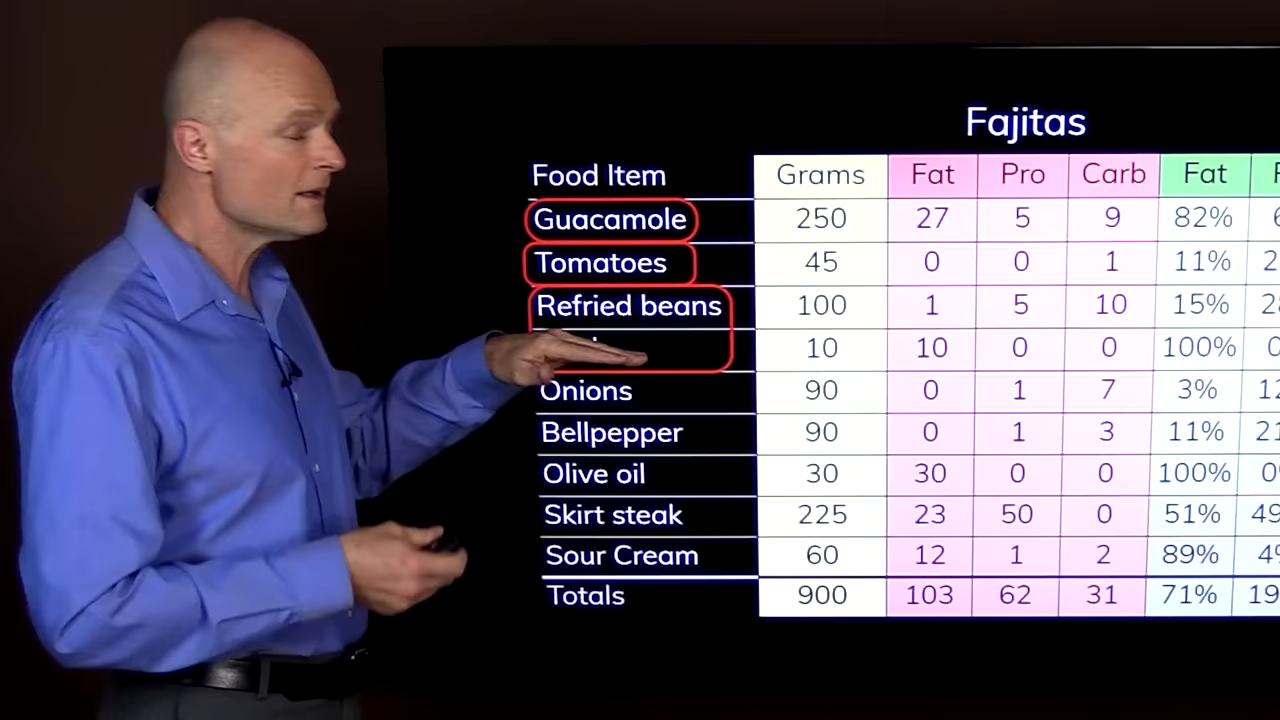 Fajitas
Food Item Grams Fat Pro Carb Fat
Guacamole 250 27 5 9 82%
Tomatoes 45 0 0 1 11%
Refried beans 100 1 5 10 15%
10 10 0 0 100%
Onions 90 0 1 7 3%
Bellpepper 90 0 1 3 11%
Olive oil 30 30 0 0 100% 0%
Skirt steak 225 23 50 0 51%
Sour Cream 60 12 1 2 89% 4%
Totals 900 103 62 31 71%